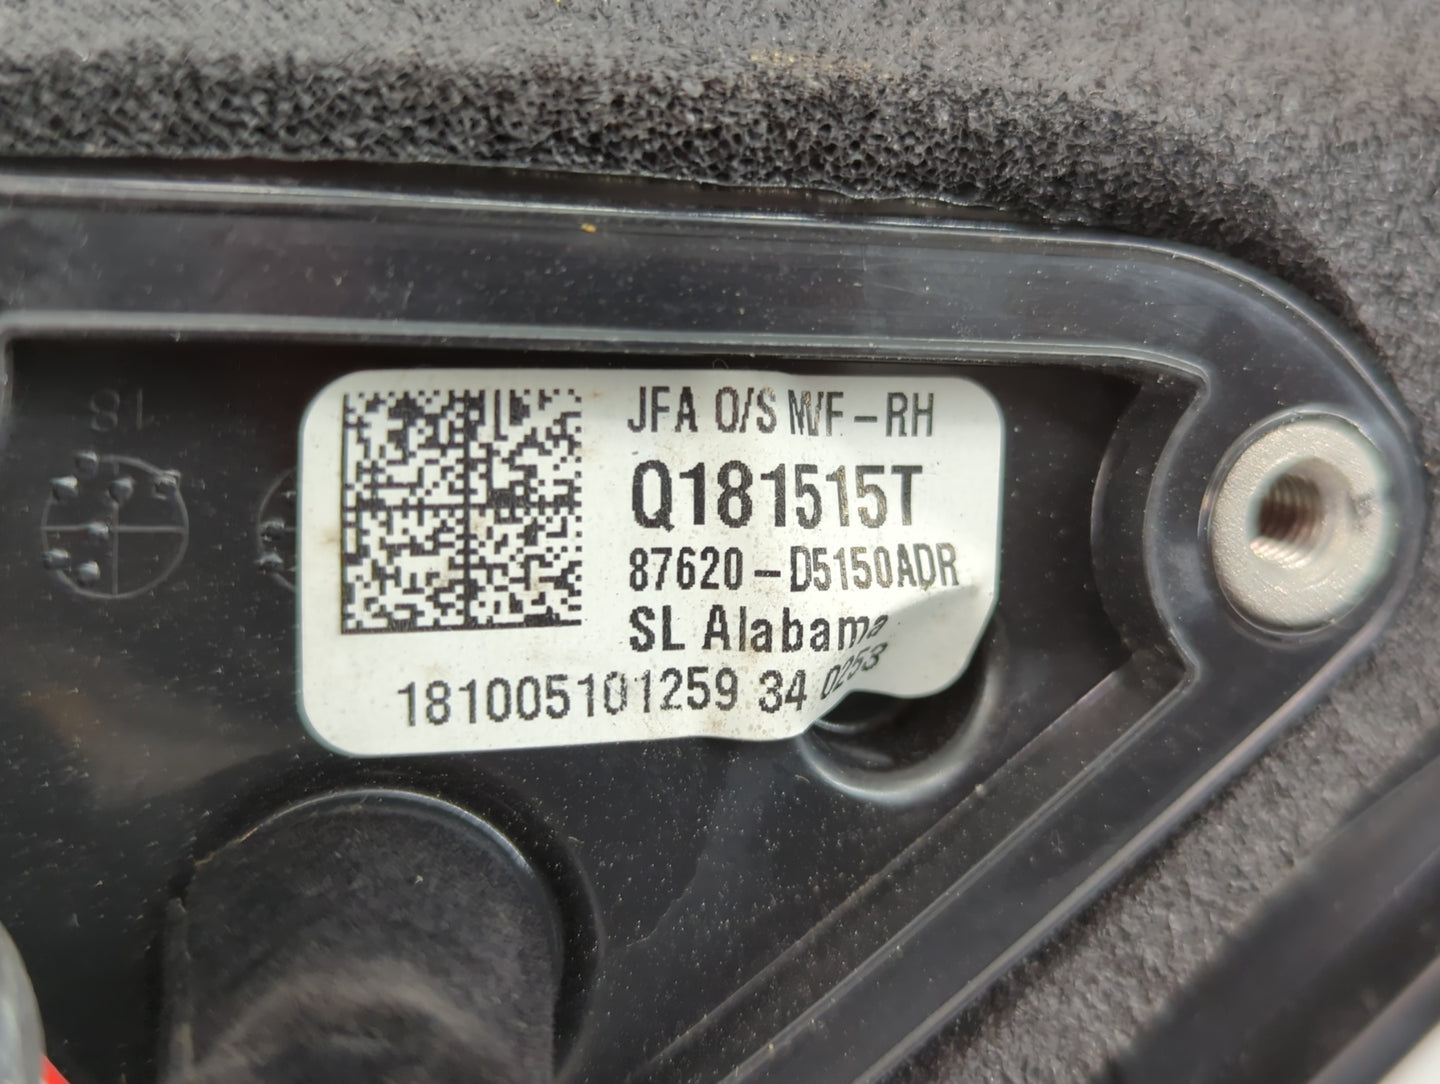 JFA O/S M/F-RH
Q181515T
87620-D5150ADR
SL Alabama
181005101259 34 0253
18